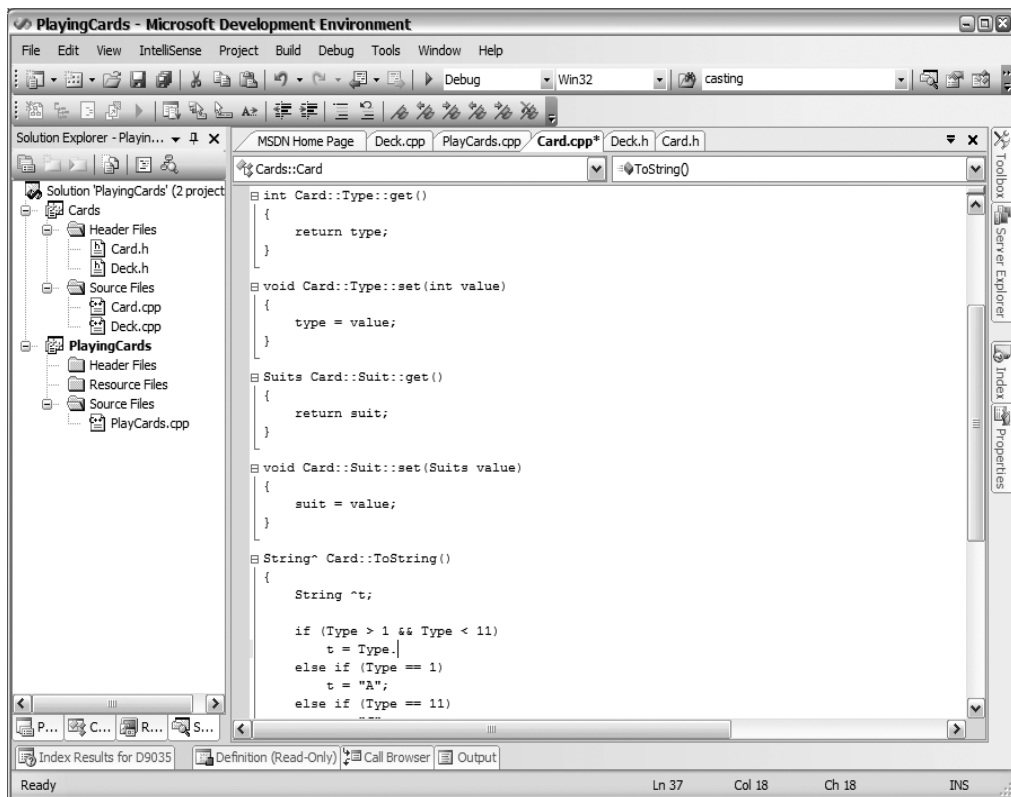 PlayingCards - Microsoft Development Environment
File Edit View IntelliSense Project Build Debug Tools Window Help
Debug Win32 casting
Solution Explorer - Playin...
MSDN Home Page Deck.cpp PlayCards.cpp Card.cpp* Deck.h Card.h
Cards::Card ToString()
Solution 'PlayingCards' (2 project
Cards
Header Files
Card.h
Deck.h
Source Files
Card.cpp
Deck.cpp
PlayingCards
Header Files
Resource Files
Source Files
PlayCards.cpp
P... C... R... S...
int Card::Type::get()
{
return type;
}
void Card::Type::set(int value)
{
type = value;
}
Suits Card::Suit::get()
{
return suit;
}
void Card::Suit::set(Suits value)
{
suit = value;
}
String^ Card::ToString()
{
String ^t;
if (Type > 1 && Type < 11)
t = Type.
else if (Type == 1)
t = "A";
else if (Type == 11)
Toolbox
Server Explorer
Index
Properties
Index Results for D9035 Definition (Read-Only) Call Browser Output
Ready Ln 37 Col 18 Ch 18 INS